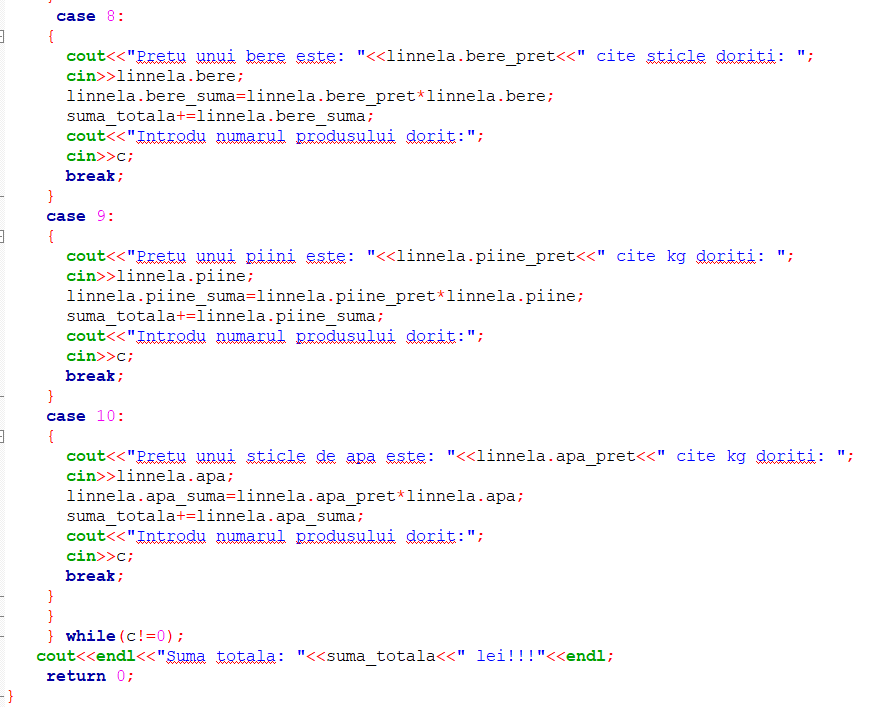 }
case 8:
{
cout<<"Pretu unui bere este: "<<linnela.bere_pret<<" cite sticle doriti: ";
cin>>linnela.bere;
linnela.bere_suma=linnela.bere_pret*linnela.bere;
suma_totala+=linnela.bere_suma;
cout<<"Introdu numarul produsului dorit:";
cin>>c;
break;
}
case 9:
{
cout<<"Pretu unui piini este: "<<linnela.piine_pret<<" cite kg doriti: ";
cin>>linnela.piine;
linnela.piine_suma=linnela.piine_pret*linnela.piine;
suma_totala+=linnela.piine_suma;
cout<<"Introdu numarul produsului dorit:";
cin>>c;
break;
}
case 10:
{
cout<<"Pretu unui sticle de apa este: "<<linnela.apa_pret<<" cite kg doriti: ";
cin>>linnela.apa;
linnela.apa_suma=linnela.apa_pret*linnela.apa;
suma_totala+=linnela.apa_suma;
cout<<"Introdu numarul produsului dorit:";
cin>>c;
break;
}
}
} while(c!=0);
cout<<endl<<"Suma totala: "<<suma_totala<<" lei!!!"<<endl;
return 0;
}